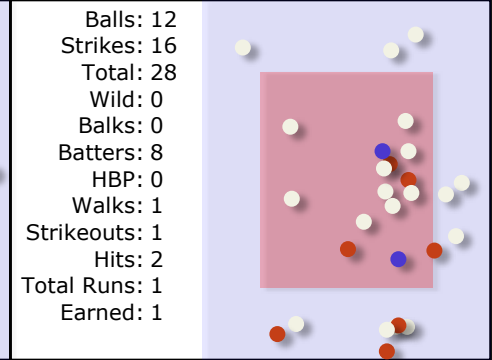 Balls: 12
Strikes: 16
Total: 28
Wild: 0
Balks: 0
Batters: 8
HBP: 0
Walks: 1
Strikeouts: 1
Hits: 2
Total Runs: 1
Earned: 1